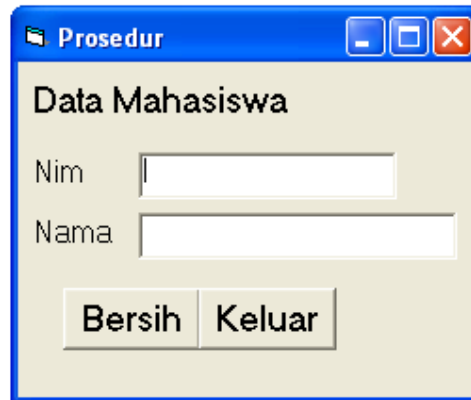 Prosedur
Data Mahasiswa
Nim
Nama
Bersih Keluar